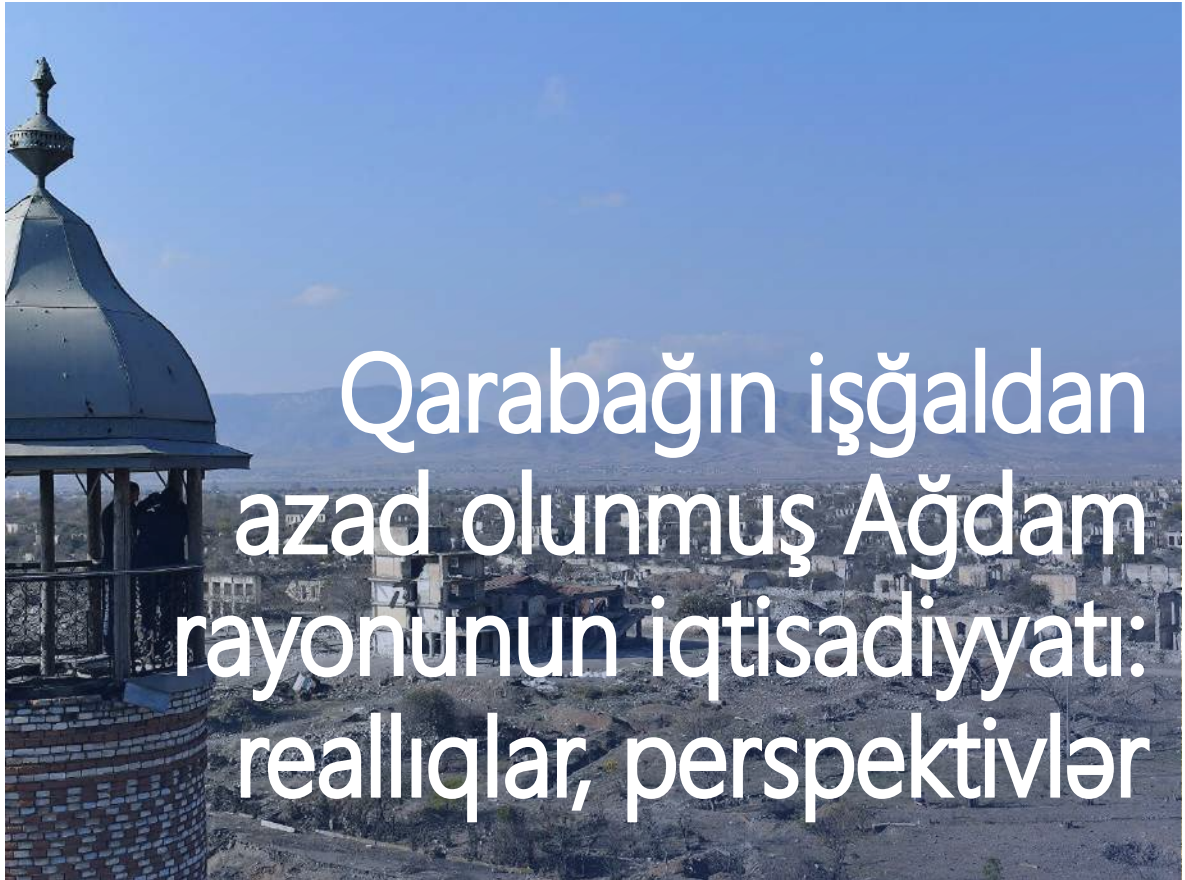 Qarabağın işğaldan
azad olunmuş Ağdam
rayonunun iqtisadiyyatı:
reallıqlar, perspektivlər